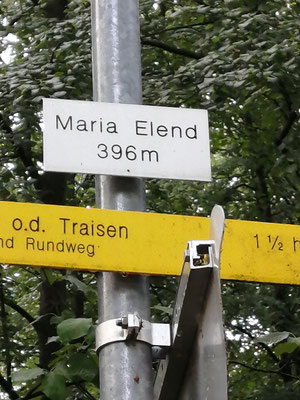 Maria Elend
396m
o.d. Traisen
1 ½ h
nd Rundweg